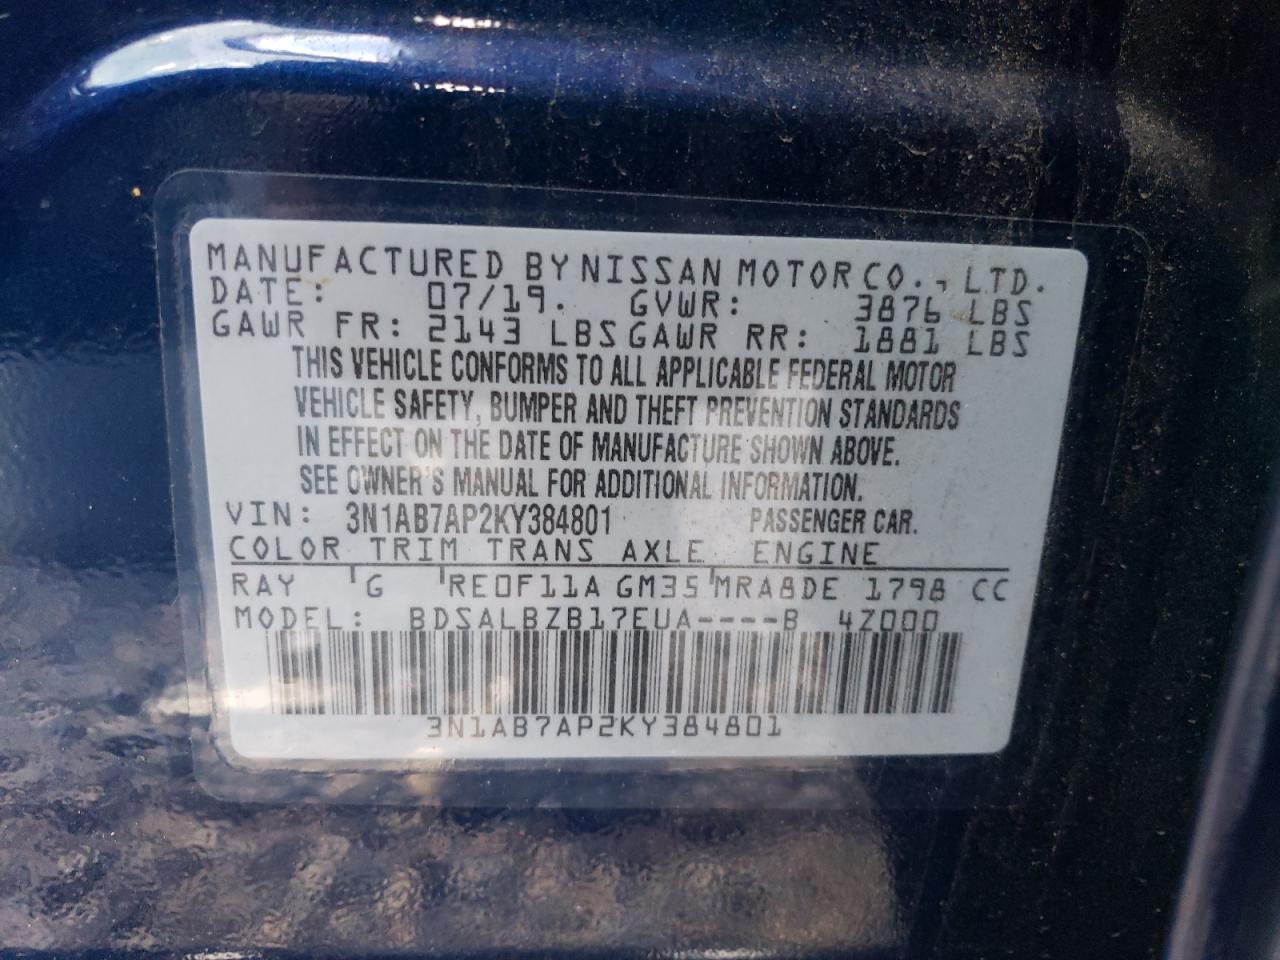 MANUFACTURED BY NISSAN MOTOR CO., LTD.
DATE: 07/19. GVWR: 3876 LBS
GAWR FR: 2143 LBS GAWR RR: 1881 LBS
THIS VEHICLE CONFORMS TO ALL APPLICABLE FEDERAL MOTOR
VEHICLE SAFETY, BUMPER AND THEFT PREVENTION STANDARDS
IN EFFECT ON THE DATE OF MANUFACTURE SHOWN ABOVE.
SEE OWNER'S MANUAL FOR ADDITIONAL INFORMATION.
VIN: 3N1AB7AP2KY384801 PASSENGER CAR.
COLOR TRIM TRANS AXLE ENGINE
RAY G RE0F11A GM35 MRA8DE 1798 CC
MODEL: BDSALBZB17EUA----B 4Z000
3N1AB7AP2KY384801